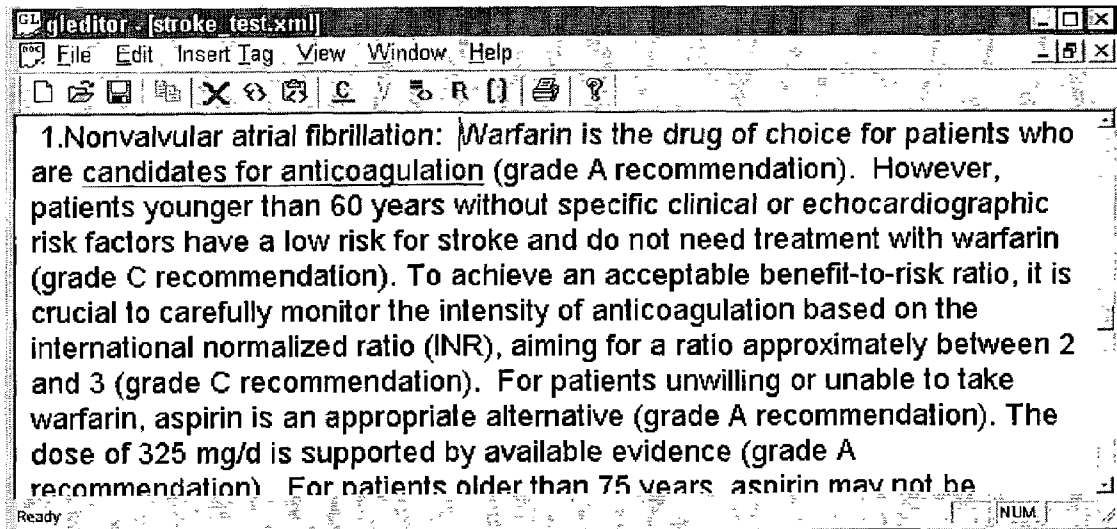 GL gleditor - [stroke_test.xml]
DOC File Edit Insert Tag View Window Help
C R {} ?
1.Nonvalvular atrial fibrillation: Warfarin is the drug of choice for patients who
are candidates for anticoagulation (grade A recommendation). However,
patients younger than 60 years without specific clinical or echocardiographic
risk factors have a low risk for stroke and do not need treatment with warfarin
(grade C recommendation). To achieve an acceptable benefit-to-risk ratio, it is
crucial to carefully monitor the intensity of anticoagulation based on the
international normalized ratio (INR), aiming for a ratio approximately between 2
and 3 (grade C recommendation). For patients unwilling or unable to take
warfarin, aspirin is an appropriate alternative (grade A recommendation). The
dose of 325 mg/d is supported by available evidence (grade A
recommendation). For patients older than 75 years, aspirin may not be
Ready NUM